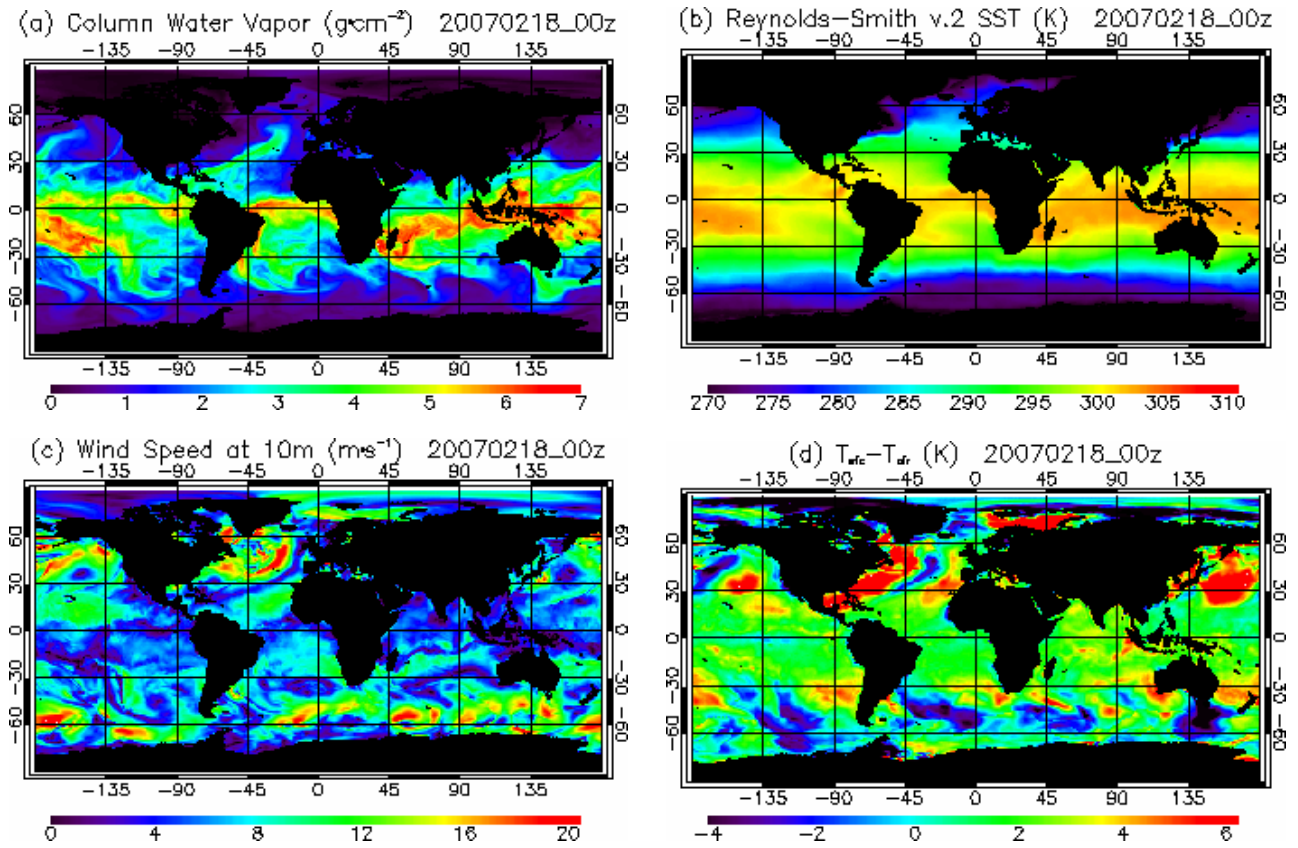 (a) Column Water Vapor (g•cm⁻²) 20070218_00z
−135 −90 −45 0 45 90 135
60 60
30 30
0 0
−30 −30
−60 −60
−135 −90 −45 0 45 90 135
0 1 2 3 4 5 6 7
(b) Reynolds−Smith v.2 SST (K) 20070218_00z
−135 −90 −45 0 45 90 135
60 60
30 30
0 0
−30 −30
−60 −60
−135 −90 −45 0 45 90 135
270 275 280 285 290 295 300 305 310
(c) Wind Speed at 10m (m•s⁻¹) 20070218_00z
−135 −90 −45 0 45 90 135
60 60
30 30
0 0
−30 −30
−60 −60
−135 −90 −45 0 45 90 135
0 4 8 12 16 20
(d) Tsfc−Tafr (K) 20070218_00z
−135 −90 −45 0 45 90 135
60 60
30 30
0 0
−30 −30
−60 −60
−135 −90 −45 0 45 90 135
−4 −2 0 2 4 6